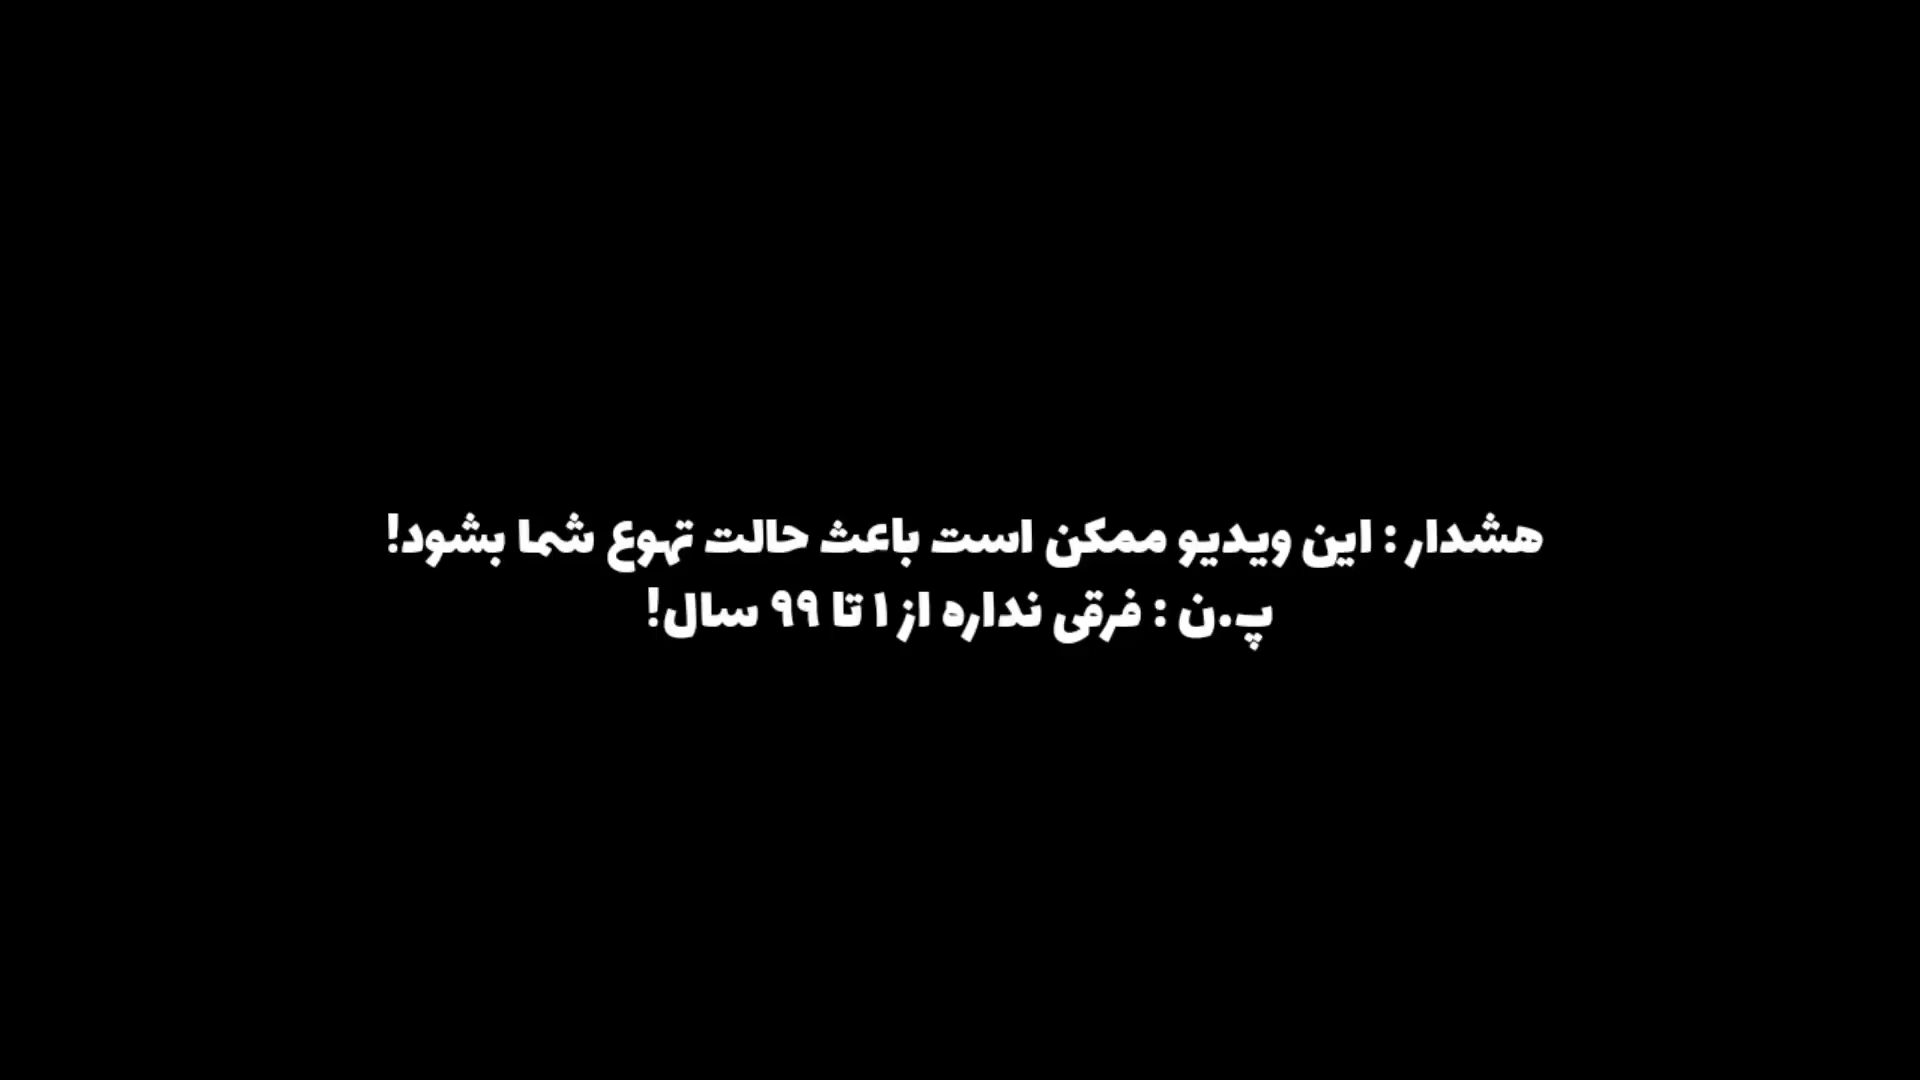 هشدار : این ویدیو ممکن است باعث حالت تهوع شما بشود!
پ.ن : فرقی نداره از ۱ تا ۹۹ سال!